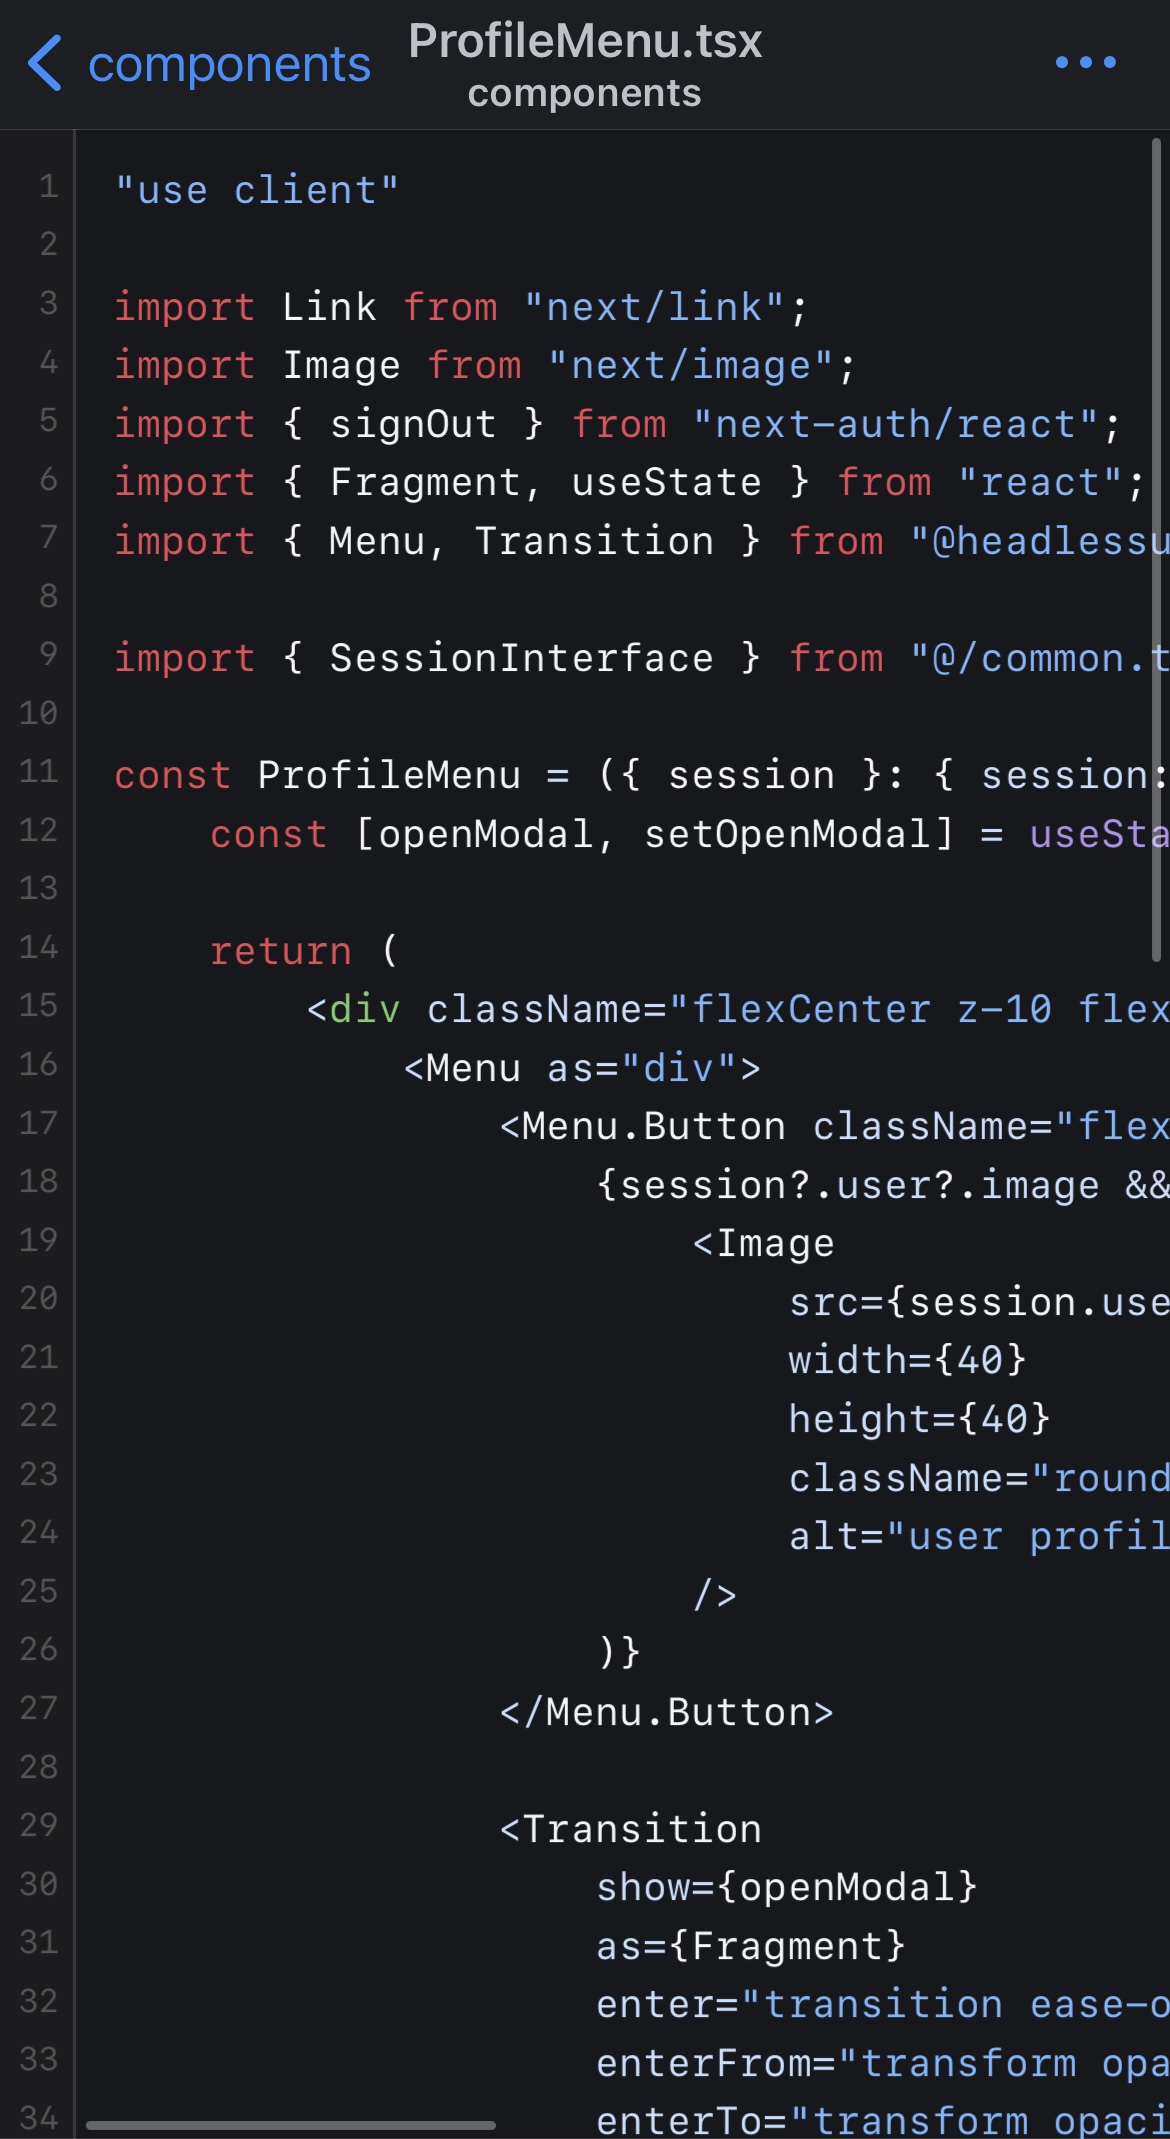 components
ProfileMenu.tsx
components
1 "use client"
2
3 import Link from "next/link";
4 import Image from "next/image";
5 import { signOut } from "next-auth/react";
6 import { Fragment, useState } from "react";
7 import { Menu, Transition } from "@headlessu
8
9 import { SessionInterface } from "@/common.t
10
11 const ProfileMenu = ({ session }: { session:
12     const [openModal, setOpenModal] = useSta
13
14     return (
15         <div className="flexCenter z-10 flex
16             <Menu as="div">
17                 <Menu.Button className="flex
18                     {session?.user?.image &&
19                         <Image
20                             src={session.use
21                             width={40}
22                             height={40}
23                             className="round
24                             alt="user profil
25                         />
26                     )}
27                 </Menu.Button>
28
29                 <Transition
30                     show={openModal}
31                     as={Fragment}
32                     enter="transition ease-o
33                     enterFrom="transform opa
34                     enterTo="transform opaci